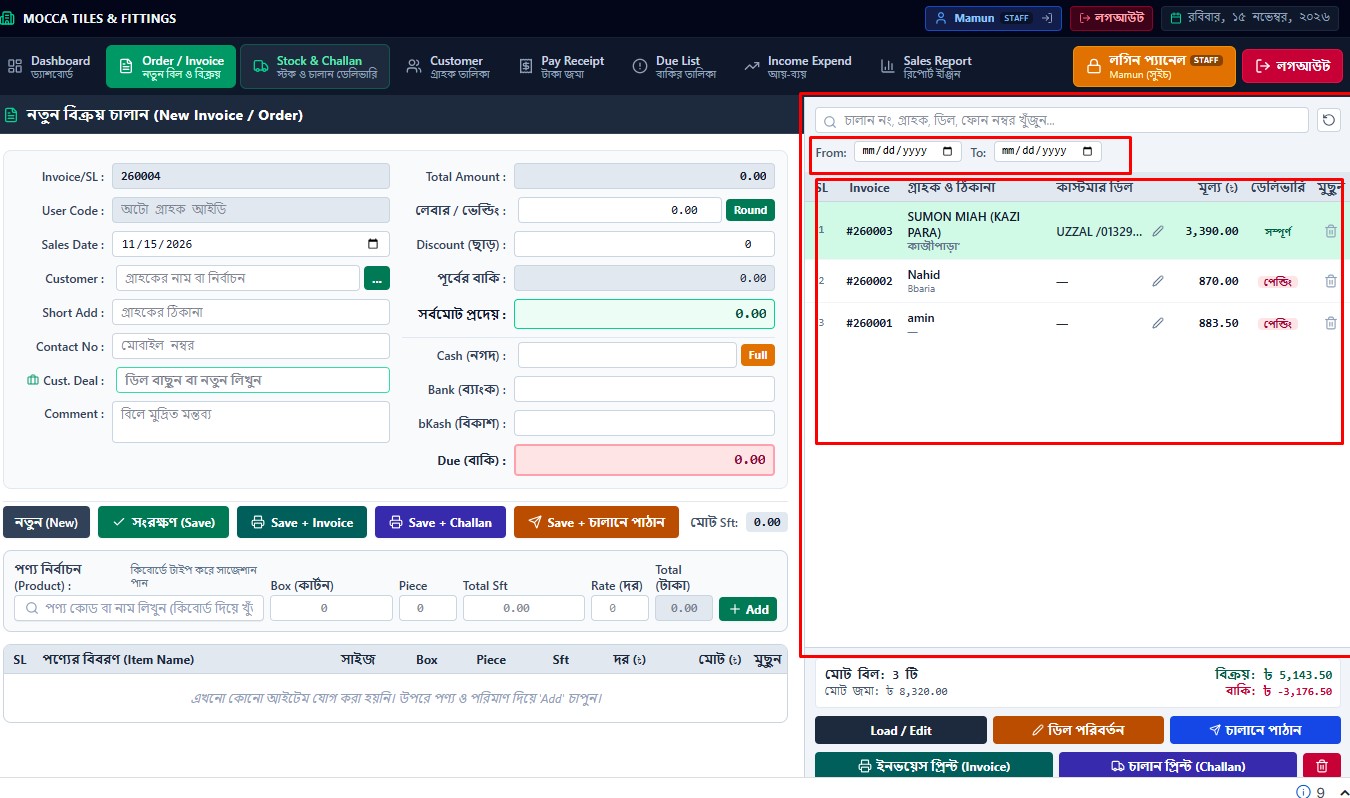 MOCCA TILES & FITTINGS
Mamun STAFF
লগআউট
রবিবার, ১৫ নভেম্বর, ২০২৬
Dashboard
ড্যাশবোর্ড
Order / Invoice
নতুন বিল ও বিক্রয়
Stock & Challan
স্টক ও চালান ডেলিভারি
Customer
গ্রাহক তালিকা
Pay Receipt
টাকা জমা
Due List
বাকির তালিকা
Income Expend
আয়-ব্যয়
Sales Report
রিপোর্ট ইঞ্জিন
লগিন প্যানেল STAFF
Mamun (সুইচ)
লগআউট
নতুন বিক্রয় চালান (New Invoice / Order)
Invoice/SL : 260004
User Code : অটো গ্রাহক আইডি
Sales Date : 11/15/2026
Customer : গ্রাহকের নাম বা নির্বাচন ...
Short Add : গ্রাহকের ঠিকানা
Contact No : মোবাইল নম্বর
Cust. Deal : ডিল বাছুন বা নতুন লিখুন
Comment : বিলে মুদ্রিত মন্তব্য
Total Amount : 0.00
লেবার / ভেন্ডিং : 0.00 Round
Discount (ছাড়) : 0
পূর্বের বাকি : 0.00
সর্বমোট প্রদেয় : 0.00
Cash (নগদ) : Full
Bank (ব্যাংক) :
bKash (বিকাশ) :
Due (বাকি) : 0.00
নতুন (New) সংরক্ষণ (Save) Save + Invoice Save + Challan Save + চালানে পাঠান মোট Sft: 0.00
পণ্য নির্বাচন
(Product) :
কিবোর্ডে টাইপ করে সাজেশান
পান
Box (কার্টন) Piece Total Sft Rate (দর) Total
(টাকা)
পণ্য কোড বা নাম লিখুন (কিবোর্ড দিয়ে খুঁ 0 0 0.00 0 0.00 + Add
SL পণ্যের বিবরণ (Item Name) সাইজ Box Piece Sft দর (৳) মোট (৳) মুছুন
এখনো কোনো আইটেম যোগ করা হয়নি। উপরে পণ্য ও পরিমাণ দিয়ে 'Add' চাপুন।
চালান নং, গ্রাহক, ডিল, ফোন নম্বর খুঁজুন...
From: mm/dd/yyyy To: mm/dd/yyyy
SL Invoice গ্রাহক ও ঠিকানা কাস্টমার ডিল মূল্য (৳) ডেলিভারি মুছুন
1 #260003 SUMON MIAH (KAZI PARA) UZZAL /01329... 3,390.00 সম্পূর্ণ
কাজীপাড়া'
2 #260002 Nahid — 870.00 পেন্ডিং
Bbaria
3 #260001 amin — 883.50 পেন্ডিং
—
মোট বিল: 3 টি বিক্রয়: ৳ 5,143.50
মোট জমা: ৳ 8,320.00 বাকি: ৳ -3,176.50
Load / Edit ডিল পরিবর্তন চালানে পাঠান
ইনভয়েস প্রিন্ট (Invoice) চালান প্রিন্ট (Challan)
9